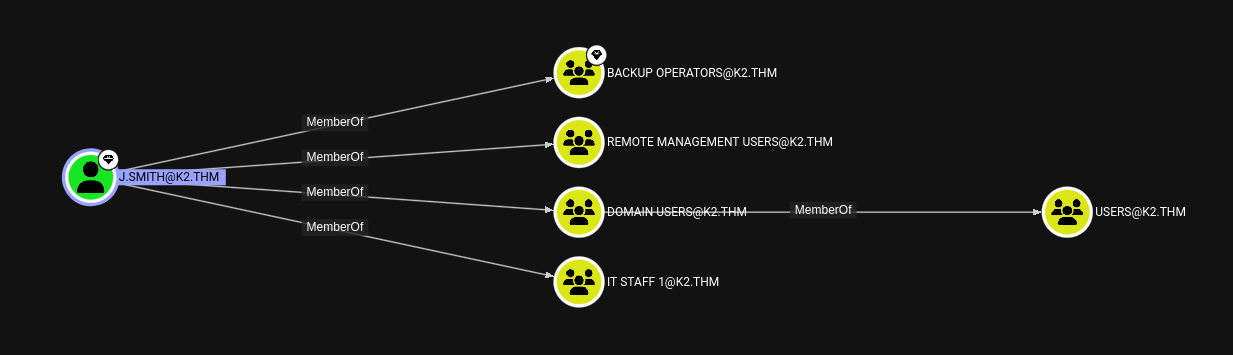 BACKUP OPERATORS@K2.THM
MemberOf
REMOTE MANAGEMENT USERS@K2.THM
MemberOf
J.SMITH@K2.THM
MemberOf
DOMAIN USERS@K2.THM
MemberOf
USERS@K2.THM
MemberOf
IT STAFF 1@K2.THM